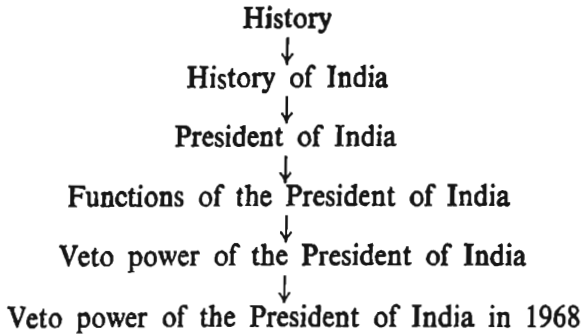 History
↓
History of India
↓
President of India
↓
Functions of the President of India
↓
Veto power of the President of India
↓
Veto power of the President of India in 1968